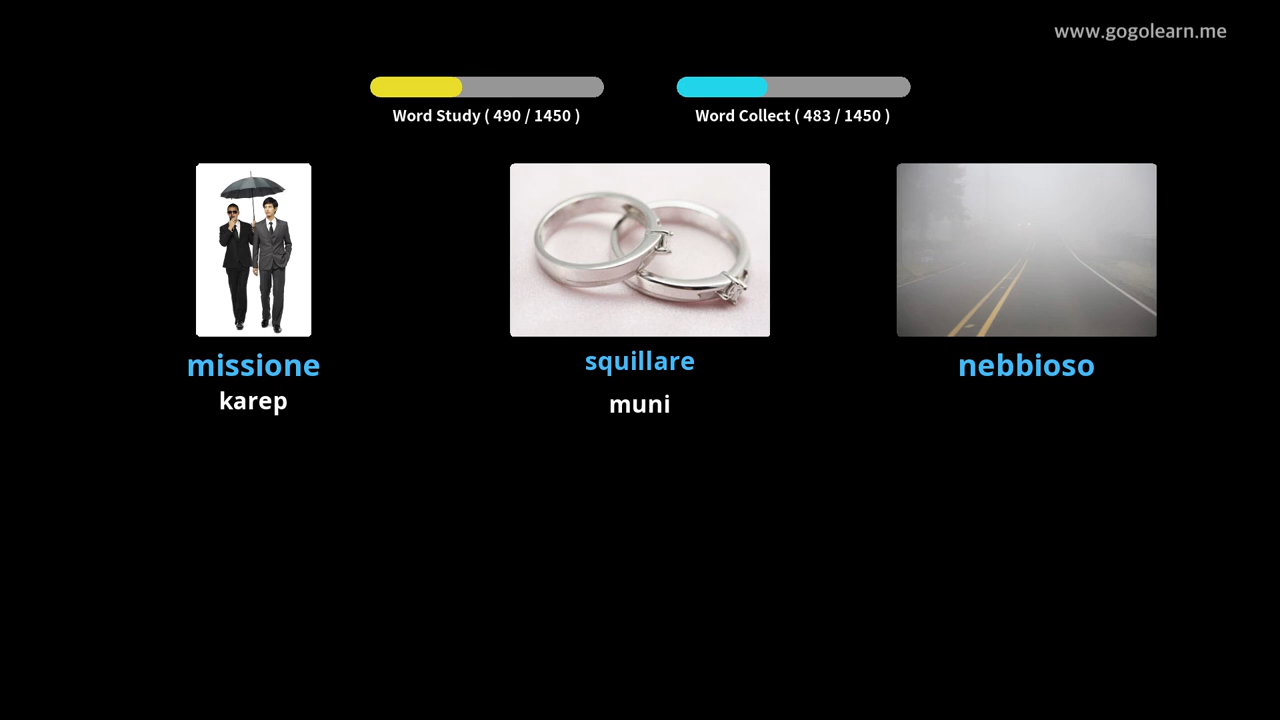 www.gogolearn.me
Word Study ( 490 / 1450 )
Word Collect ( 483 / 1450 )
missione
karep
squillare
muni
nebbioso